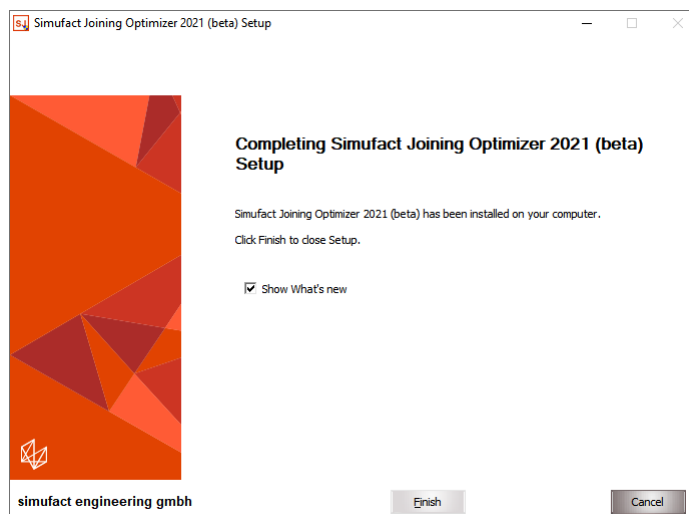 SJ Simufact Joining Optimizer 2021 (beta) Setup
Completing Simufact Joining Optimizer 2021 (beta)
Setup
Simufact Joining Optimizer 2021 (beta) has been installed on your computer.
Click Finish to close Setup.
Show What's new
simufact engineering gmbh
Finish
Cancel